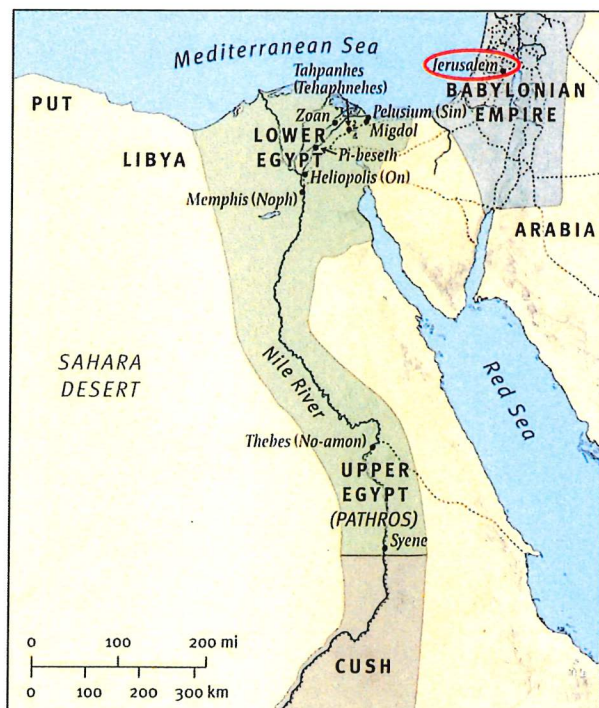 Mediterranean Sea
Jerusalem
Tahpanhes
(Tehaphnehes)
BABYLONIAN
EMPIRE
PUT
Zoan
Pelusium (Sin)
LOWER
EGYPT
Migdol
LIBYA
Pi-beseth
Heliopolis (On)
Memphis (Noph)
ARABIA
SAHARA
DESERT
Nile River
Red Sea
Thebes (No-amon)
UPPER
EGYPT
(PATHROS)
Syene
0 100 200 mi
0 100 200 300 km
CUSH